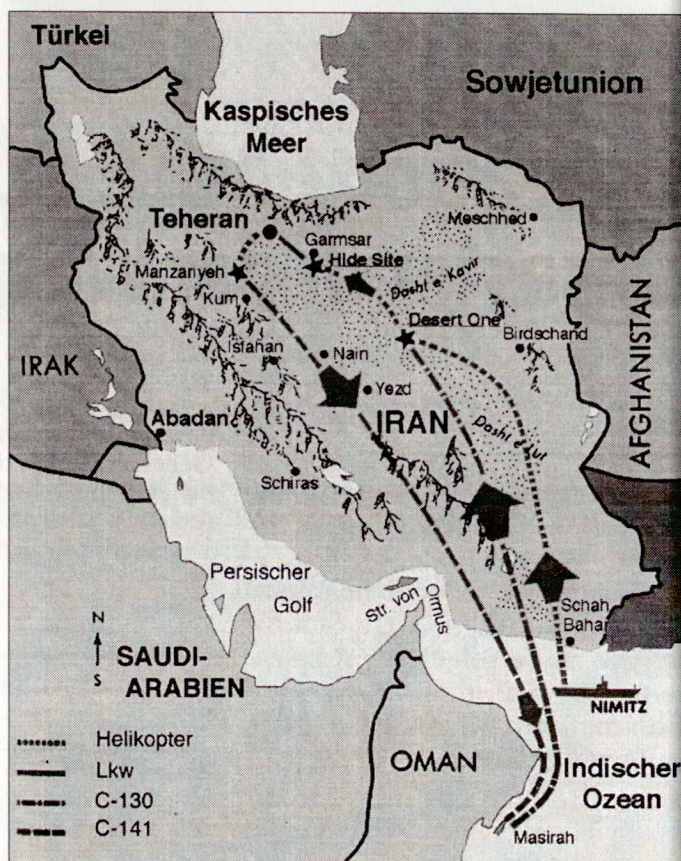 Türkei
Sowjetunion
Kaspisches
Meer
Meschhed
Teheran
Garmsar
Hide Site
Manzariyeh
Dasht e. Kavir
Kum
Desert One
Birdschand
Isfahan
Nain
AFGHANISTAN
IRAK
Yezd
IRAN
Abadan
Dasht e Lut
Schiras
Persischer
Golf
Str. von
Ormus
Schah
Bahar
N
S
SAUDI-
ARABIEN
NIMITZ
Helikopter
Lkw
C-130
C-141
OMAN
Indischer
Ozean
Masirah